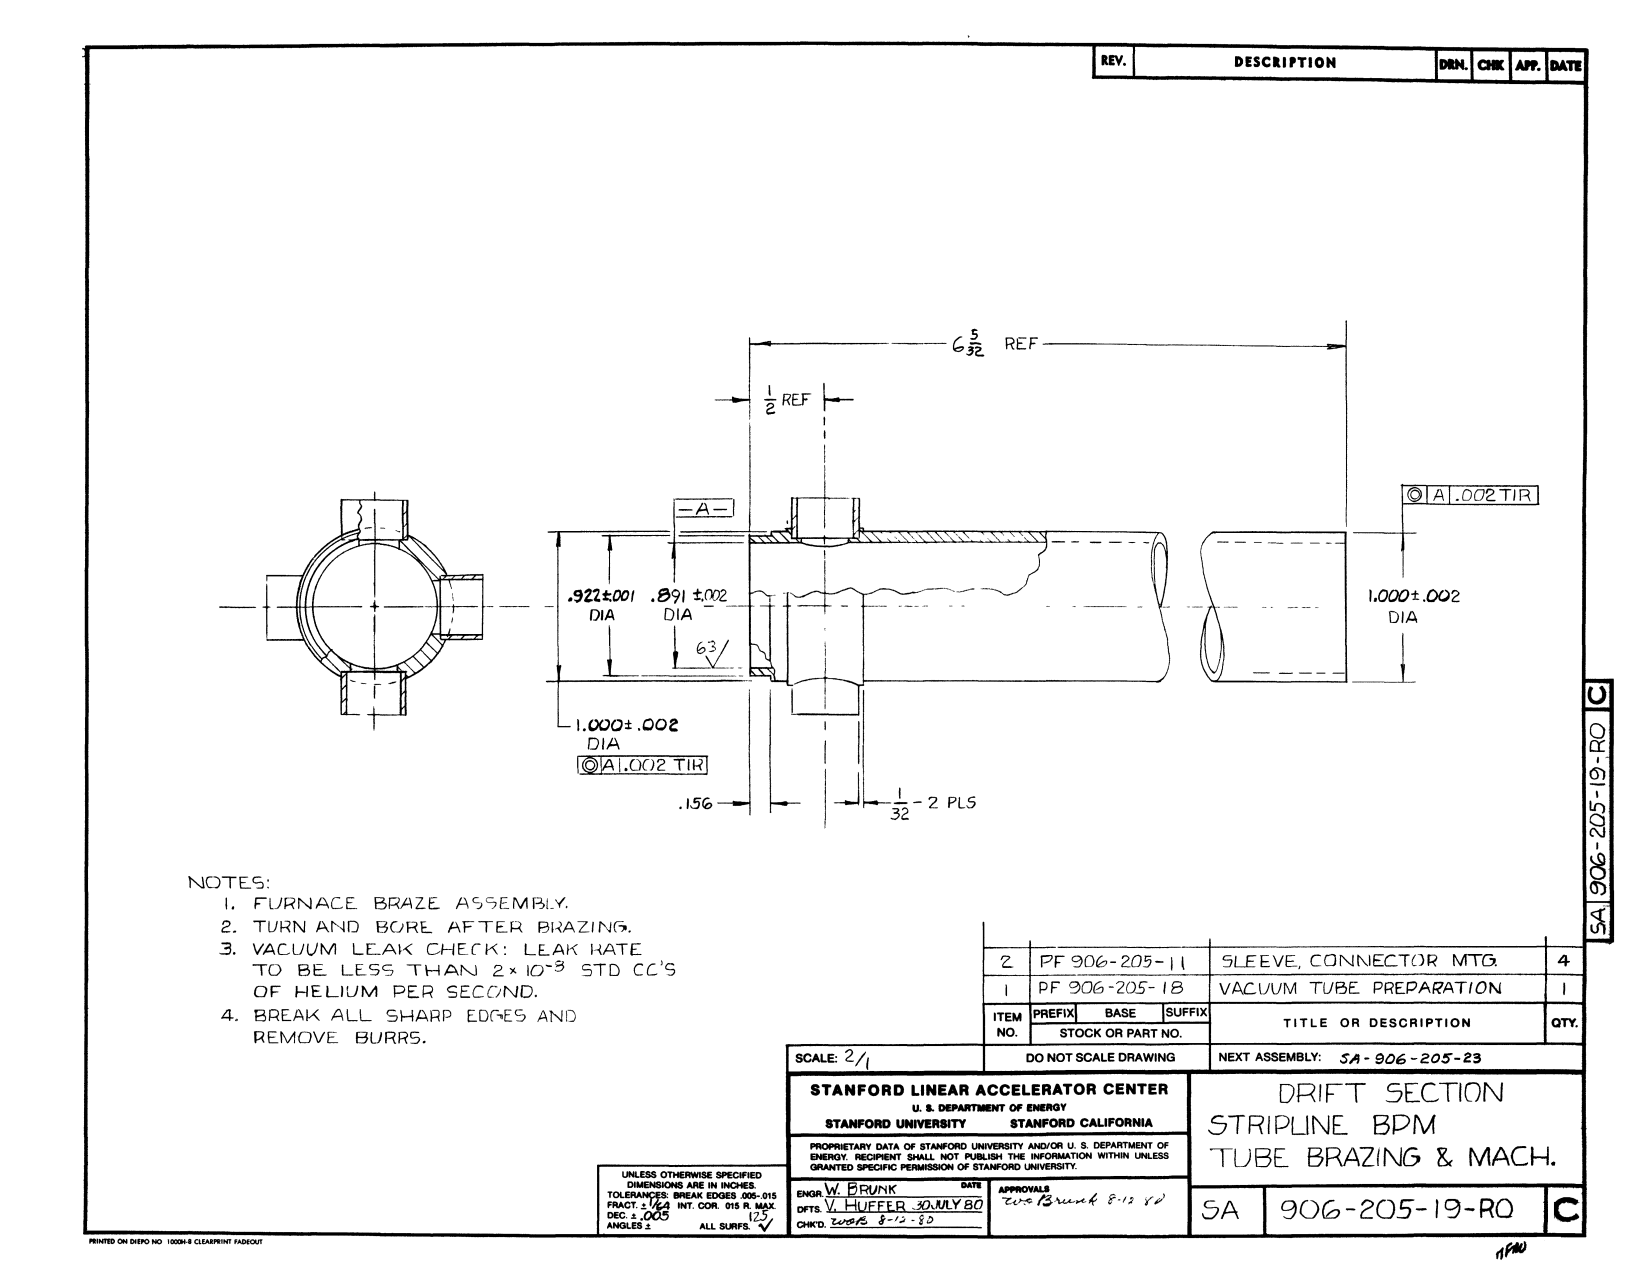 REV. DESCRIPTION DRN. CHK APP. DATE
6 5/32 REF
1/2 REF
◎ A .002 TIR
-A-
.922±.001 DIA
.891 ±.002 DIA
1.000±.002 DIA
63
1.000±.002
DIA
◎ A .002 TIR
.156
1/32 - 2 PLS
SA 906-205-19-R0 C
NOTES:
1. FURNACE BRAZE ASSEMBLY.
2. TURN AND BORE AFTER BRAZING.
3. VACUUM LEAK CHECK: LEAK RATE
TO BE LESS THAN 2×10⁻⁹ STD CC'S
OF HELIUM PER SECOND.
4. BREAK ALL SHARP EDGES AND
REMOVE BURRS.
2 PF 906-205-11 SLEEVE, CONNECTOR MTG. 4
1 PF 906-205-18 VACUUM TUBE PREPARATION 1
ITEM NO. PREFIX BASE SUFFIX TITLE OR DESCRIPTION QTY.
STOCK OR PART NO.
SCALE: 2/1 DO NOT SCALE DRAWING NEXT ASSEMBLY: SA-906-205-23
STANFORD LINEAR ACCELERATOR CENTER
U. S. DEPARTMENT OF ENERGY
STANFORD UNIVERSITY STANFORD CALIFORNIA
PROPRIETARY DATA OF STANFORD UNIVERSITY AND/OR U. S. DEPARTMENT OF
ENERGY. RECIPIENT SHALL NOT PUBLISH THE INFORMATION WITHIN UNLESS
GRANTED SPECIFIC PERMISSION OF STANFORD UNIVERSITY.
DRIFT SECTION
STRIPLINE BPM
TUBE BRAZING & MACH.
UNLESS OTHERWISE SPECIFIED
DIMENSIONS ARE IN INCHES.
TOLERANCES: BREAK EDGES .005-.015
FRACT. ± 1/64 INT. COR. 015 R. MAX.
DEC. ± .005 125
ANGLES ± ALL SURFS. √
ENGR. W. BRUNK DATE
DFTS. V. HUFFER 30JULY80
CHK'D. WOB 8-12-80
APPROVALS
Brunk 8-12 80
SA 906-205-19-R0 C
PRINTED ON DIEPO NO 1000H-8 CLEARPRINT FADEOUT